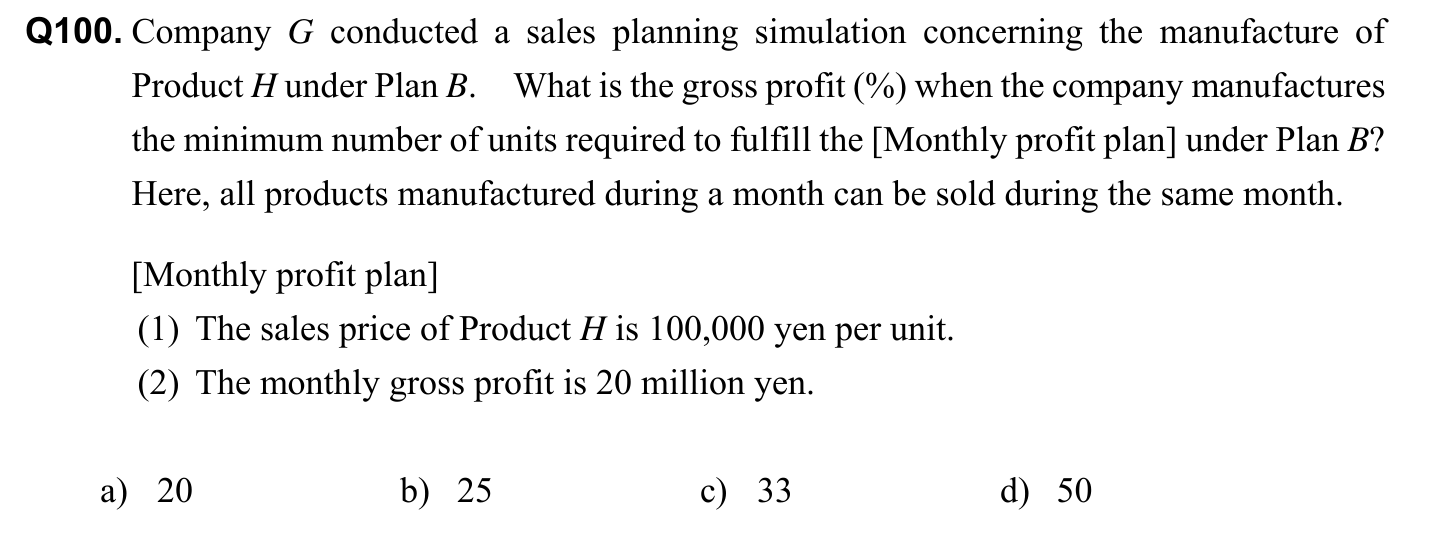 Q100. Company G conducted a sales planning simulation concerning the manufacture of
Product H under Plan B. What is the gross profit (%) when the company manufactures
the minimum number of units required to fulfill the [Monthly profit plan] under Plan B?
Here, all products manufactured during a month can be sold during the same month.
[Monthly profit plan]
(1) The sales price of Product H is 100,000 yen per unit.
(2) The monthly gross profit is 20 million yen.
a) 20 b) 25 c) 33 d) 50